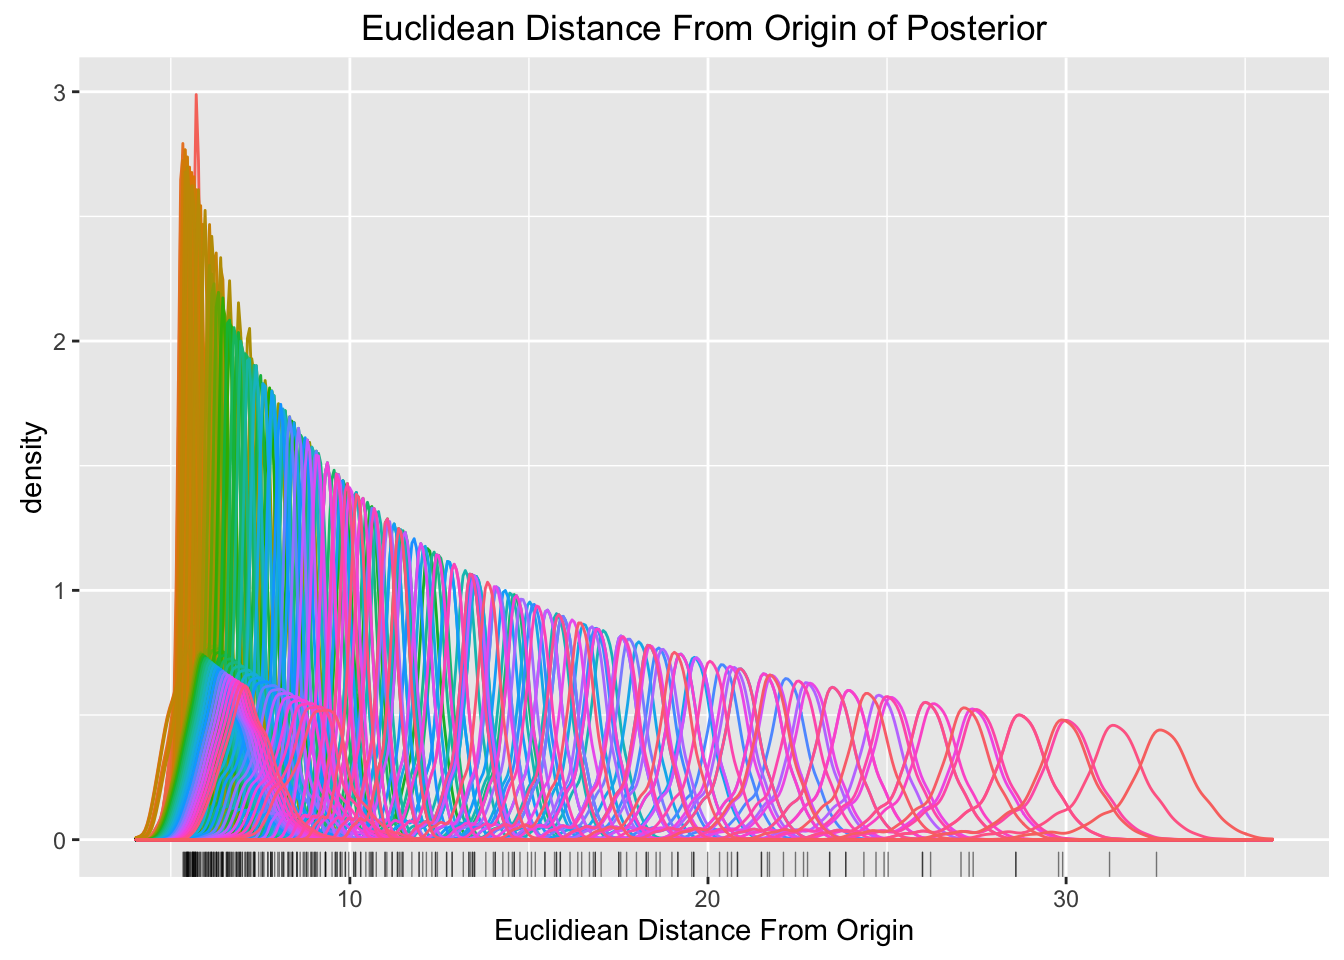 Euclidean Distance From Origin of Posterior
3
2
1
0
density
10
20
30
Euclidiean Distance From Origin